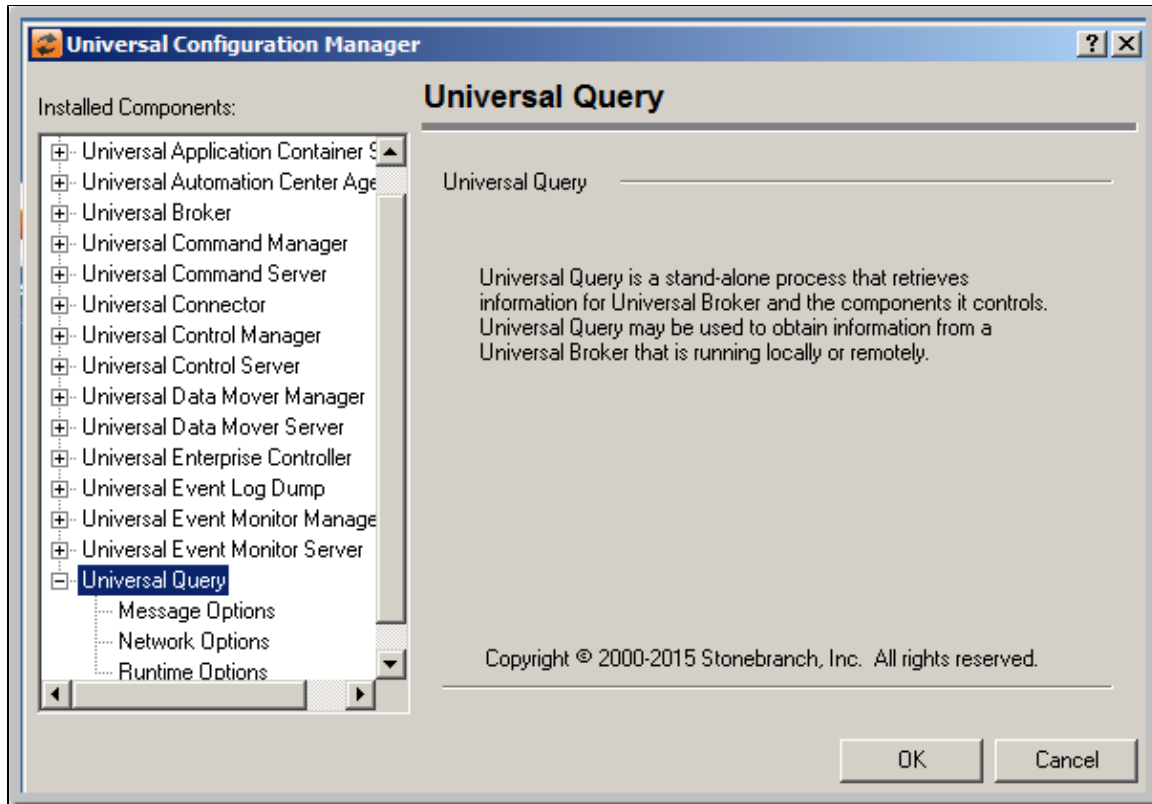 Universal Configuration Manager
Installed Components:
Universal Application Container S
Universal Automation Center Age
Universal Broker
Universal Command Manager
Universal Command Server
Universal Connector
Universal Control Manager
Universal Control Server
Universal Data Mover Manager
Universal Data Mover Server
Universal Enterprise Controller
Universal Event Log Dump
Universal Event Monitor Manage
Universal Event Monitor Server
Universal Query
Message Options
Network Options
Runtime Options
Universal Query
Universal Query
Universal Query is a stand-alone process that retrieves
information for Universal Broker and the components it controls.
Universal Query may be used to obtain information from a
Universal Broker that is running locally or remotely.
Copyright © 2000-2015 Stonebranch, Inc. All rights reserved.
OK
Cancel